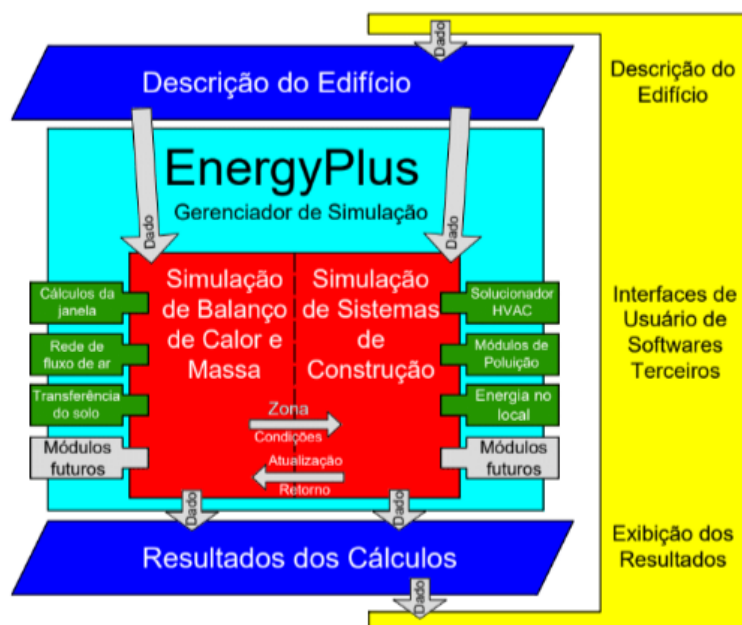 Dado
Descrição do Edifício
Descrição do
Edifício
EnergyPlus
Gerenciador de Simulação
Dado
Dado
Simulação
de Balanço
de Calor e
Massa
Simulação
de Sistemas
de
Construção
Cálculos da
janela
Rede de
fluxo de ar
Transferência
do solo
Módulos
futuros
Solucionador
HVAC
Módulos de
Poluição
Energia no
local
Módulos
futuros
Zona
Condições
Atualização
Retorno
Interfaces de
Usuário de
Softwares
Terceiros
Dado
Dado
Resultados dos Cálculos
Exibição dos
Resultados
Dado